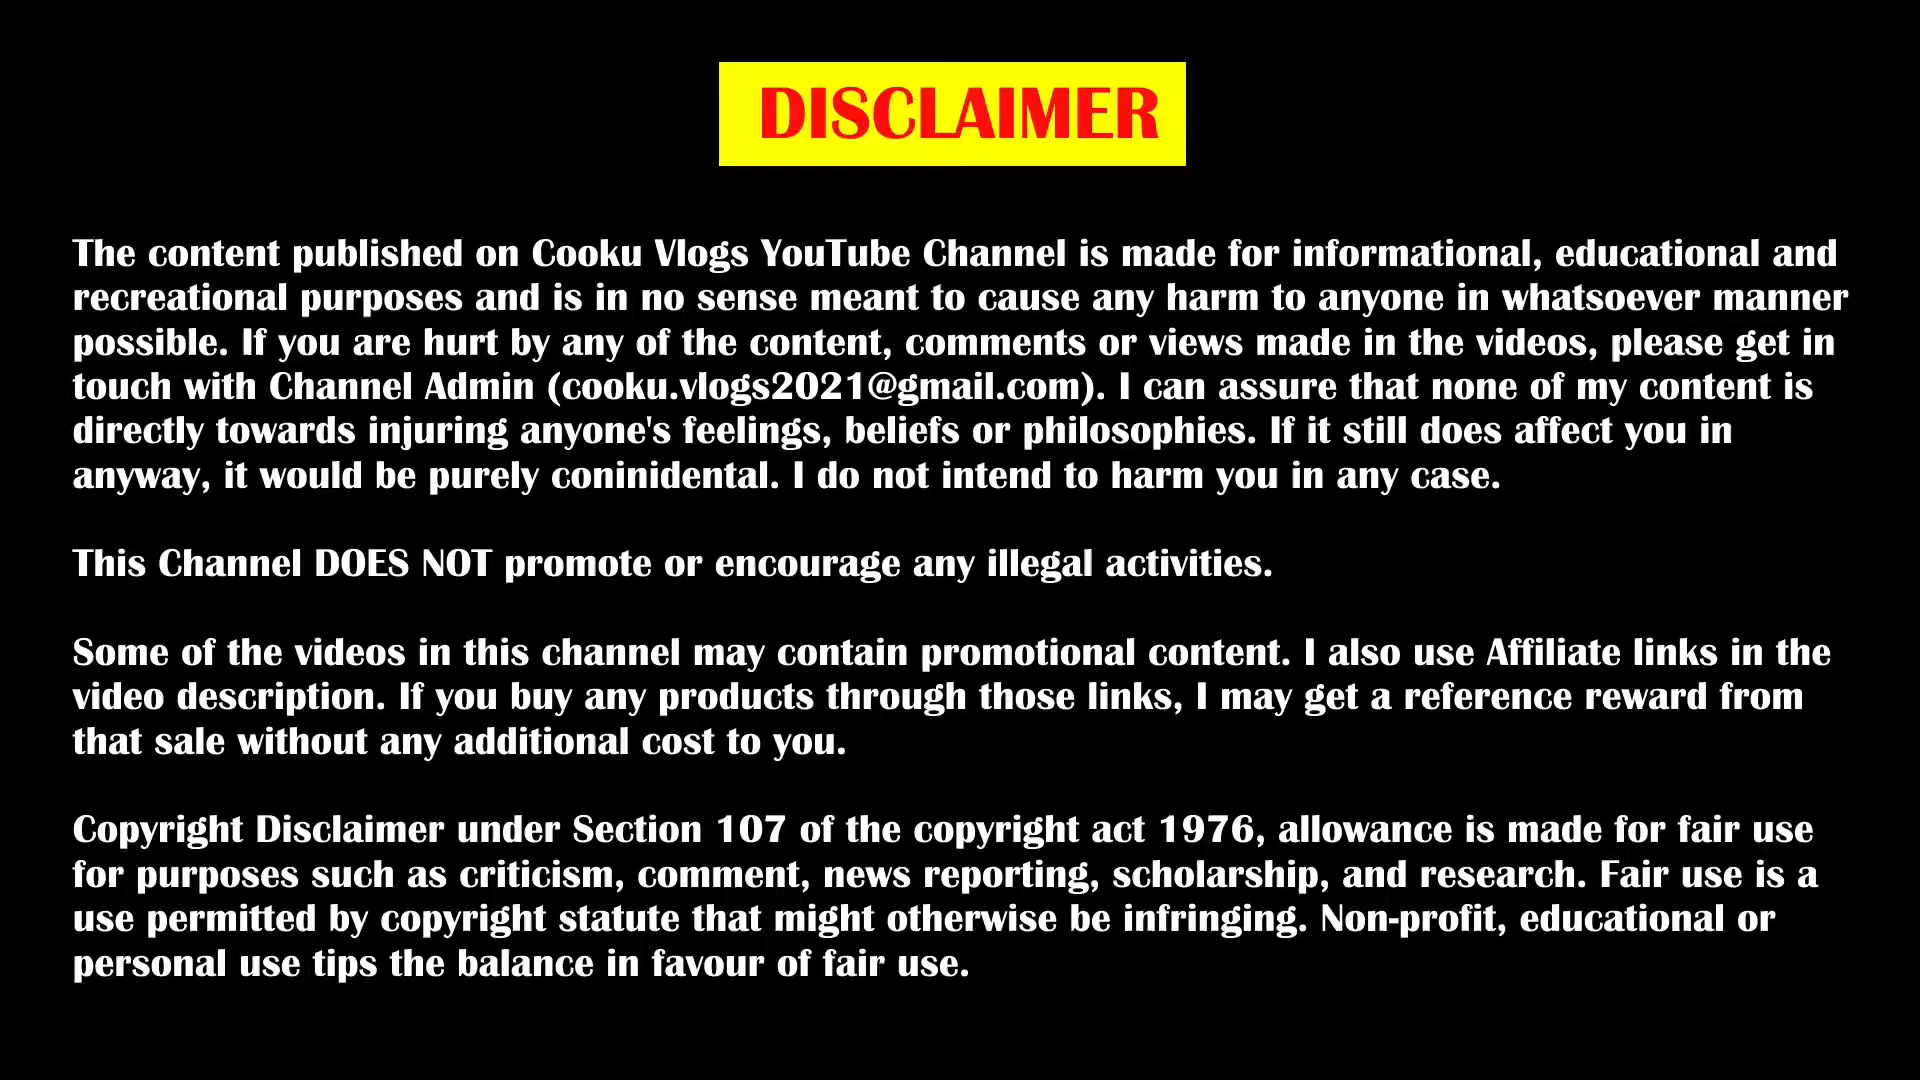 DISCLAIMER
The content published on Cooku Vlogs YouTube Channel is made for informational, educational and
recreational purposes and is in no sense meant to cause any harm to anyone in whatsoever manner
possible. If you are hurt by any of the content, comments or views made in the videos, please get in
touch with Channel Admin (cooku.vlogs2021@gmail.com). I can assure that none of my content is
directly towards injuring anyone's feelings, beliefs or philosophies. If it still does affect you in
anyway, it would be purely coninidental. I do not intend to harm you in any case.
This Channel DOES NOT promote or encourage any illegal activities.
Some of the videos in this channel may contain promotional content. I also use Affiliate links in the
video description. If you buy any products through those links, I may get a reference reward from
that sale without any additional cost to you.
Copyright Disclaimer under Section 107 of the copyright act 1976, allowance is made for fair use
for purposes such as criticism, comment, news reporting, scholarship, and research. Fair use is a
use permitted by copyright statute that might otherwise be infringing. Non-profit, educational or
personal use tips the balance in favour of fair use.